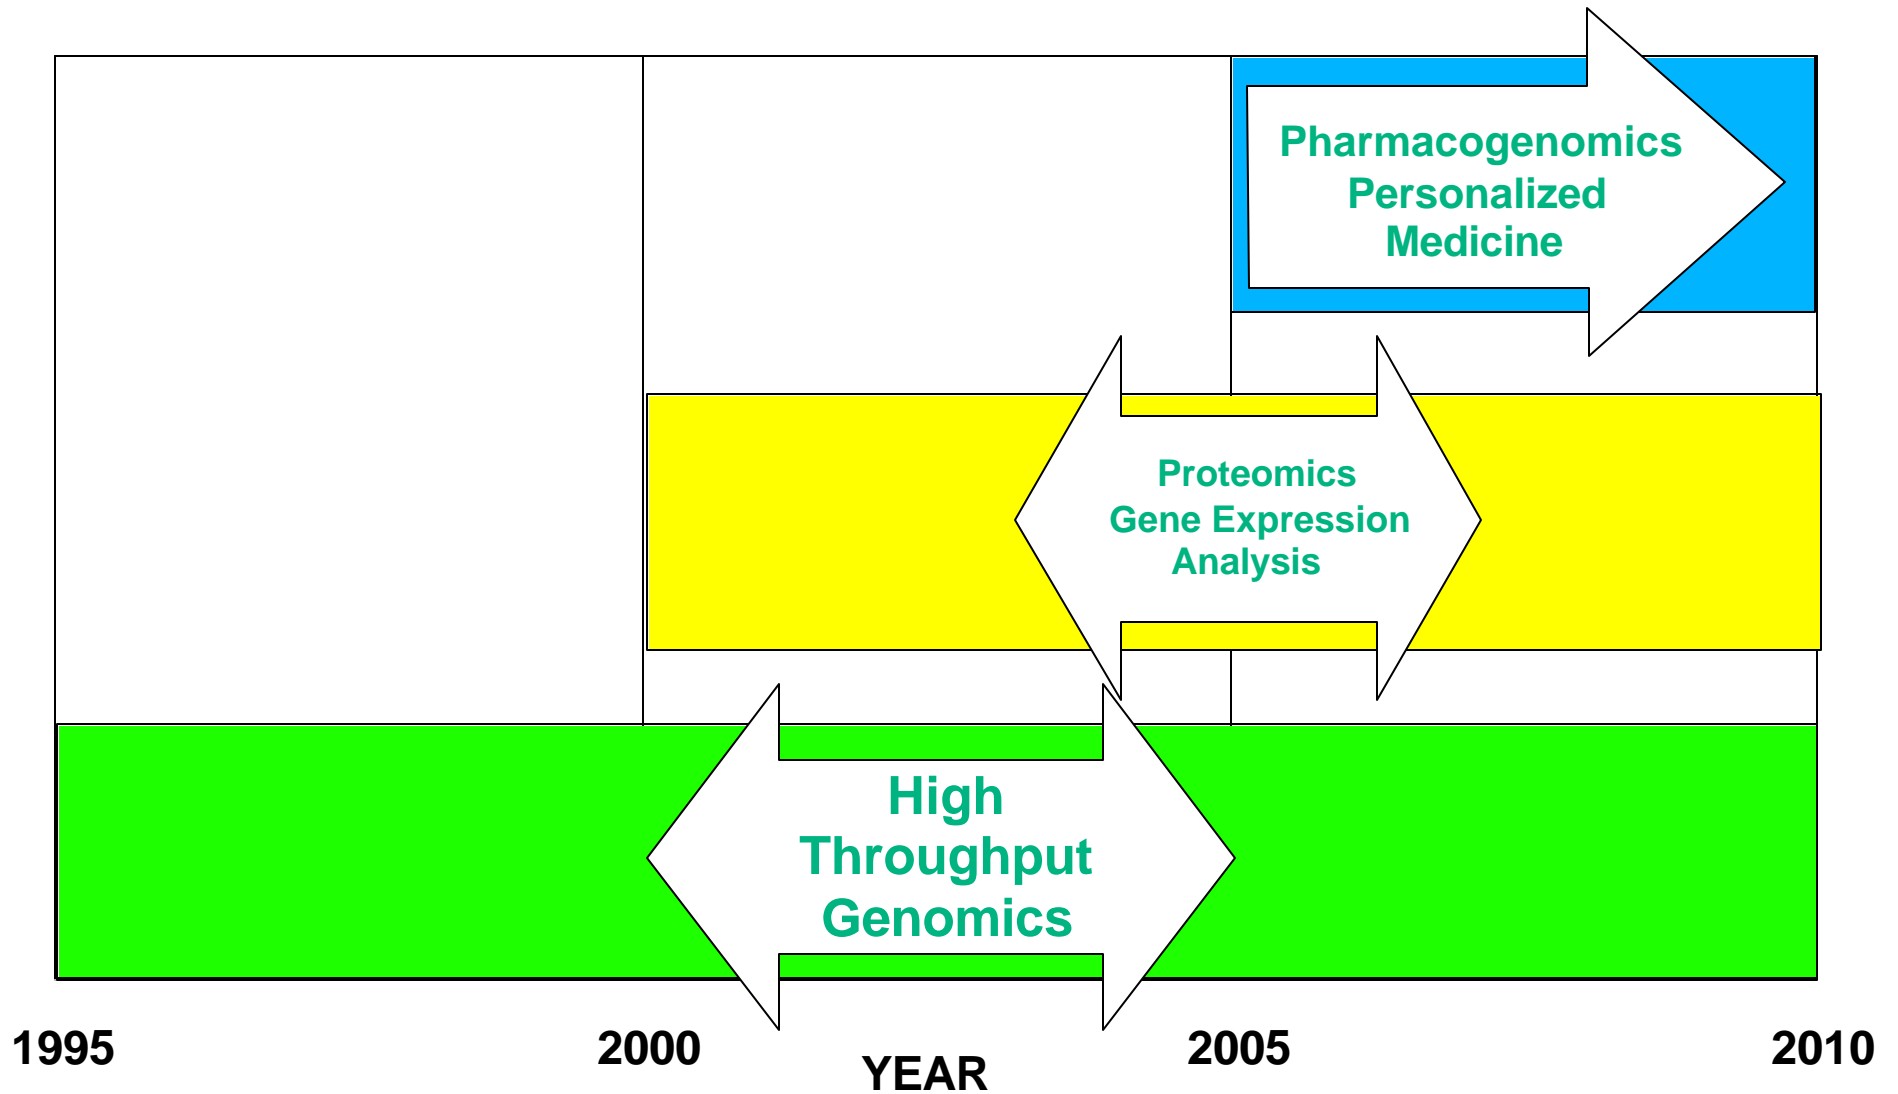 Pharmacogenomics
Personalized
Medicine
Proteomics
Gene Expression
Analysis
High
Throughput
Genomics
1995
2000
2005
2010
YEAR